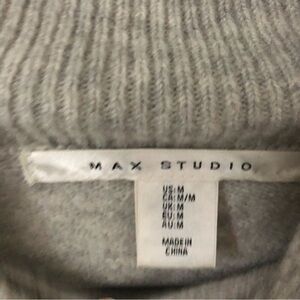 MAX STUDIO
US:M
CA:M/M
UK:M
EU:M
AU:M
MADE IN
CHINA